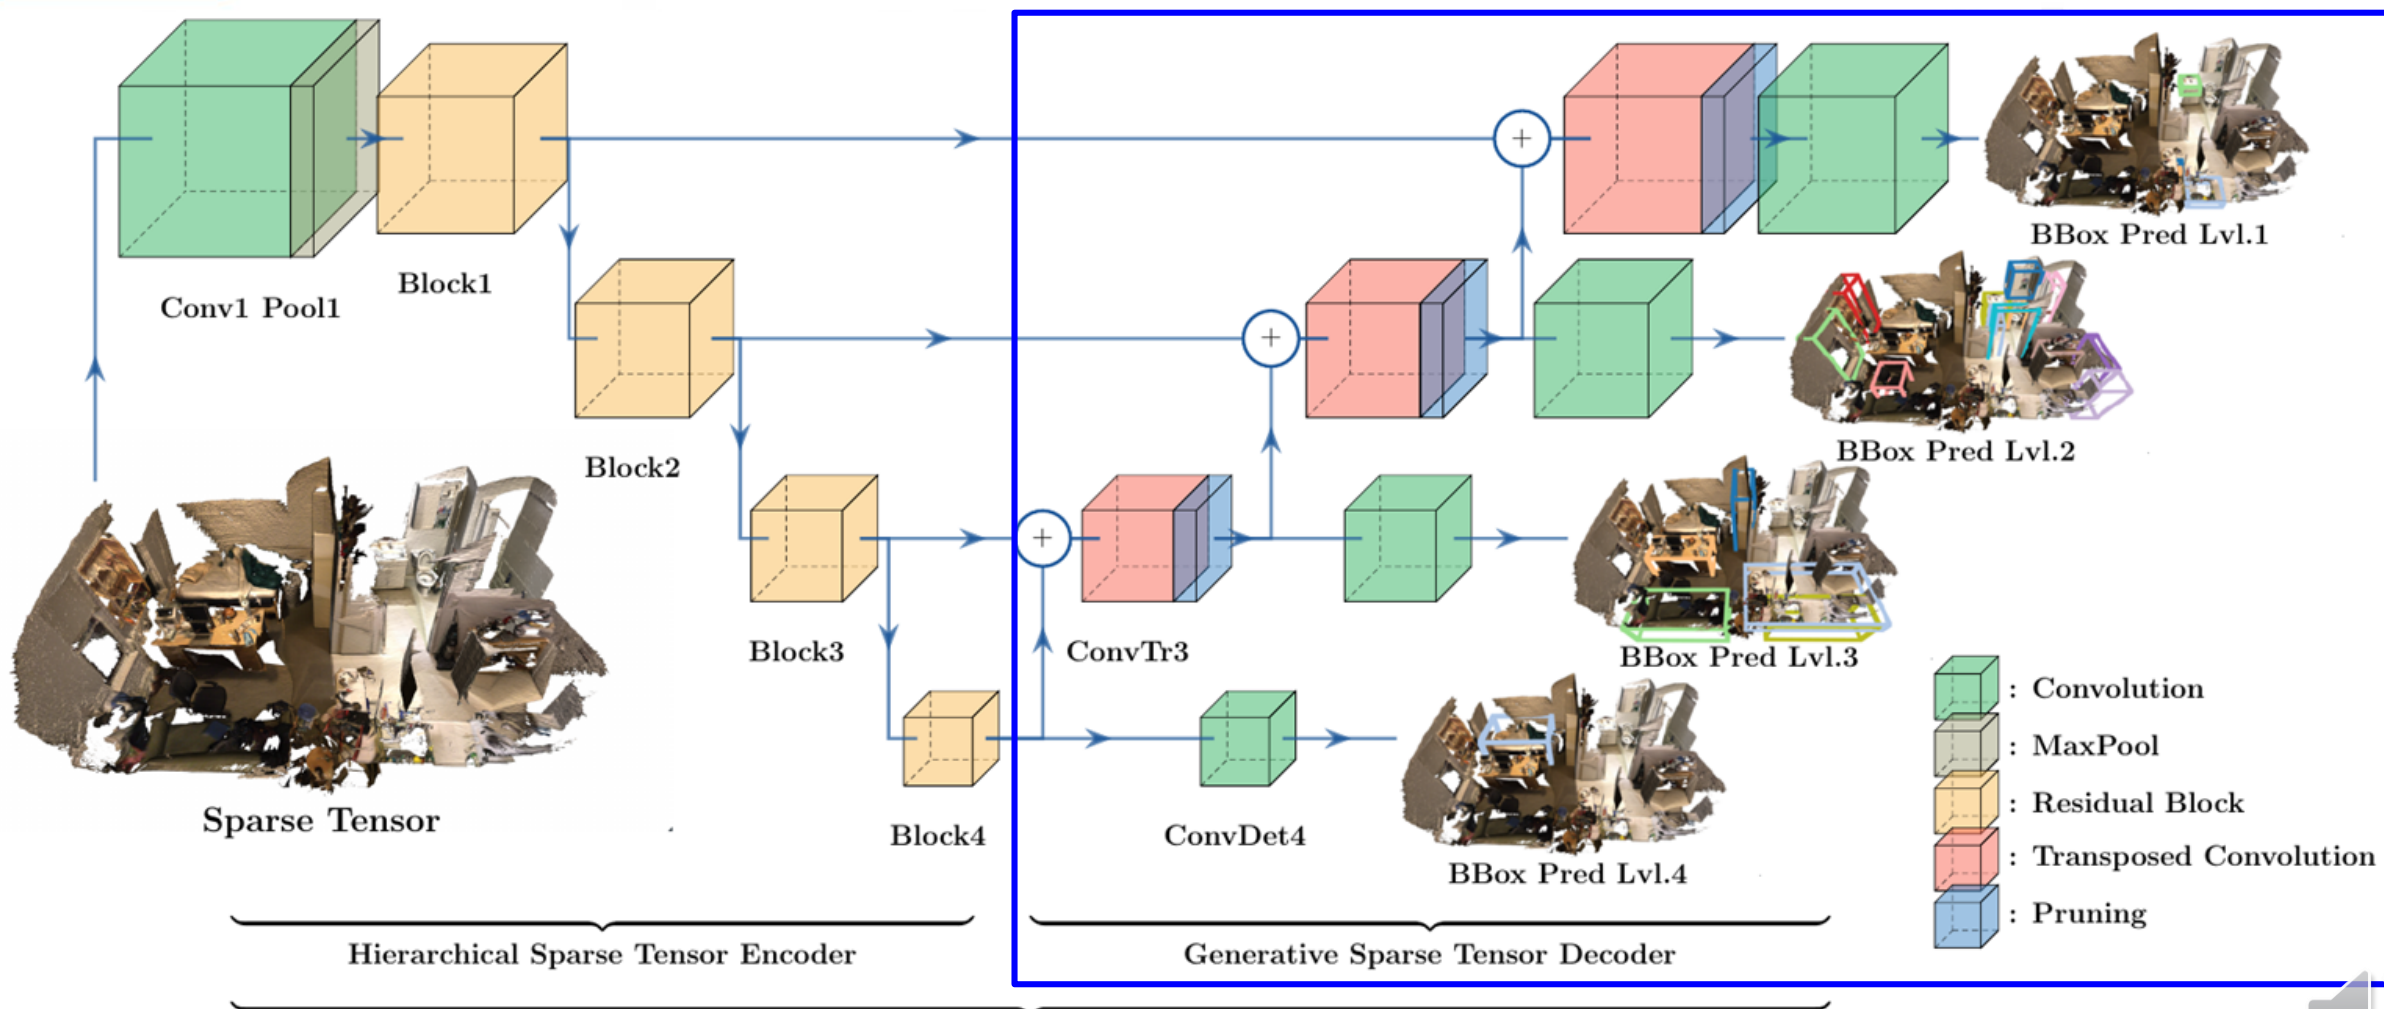 Conv1 Pool1
Block1
+
BBox Pred Lvl.1
Block2
+
BBox Pred Lvl.2
Block3
+
ConvTr3
BBox Pred Lvl.3
Sparse Tensor
Block4
ConvDet4
BBox Pred Lvl.4
: Convolution
: MaxPool
: Residual Block
: Transposed Convolution
: Pruning
Hierarchical Sparse Tensor Encoder
Generative Sparse Tensor Decoder